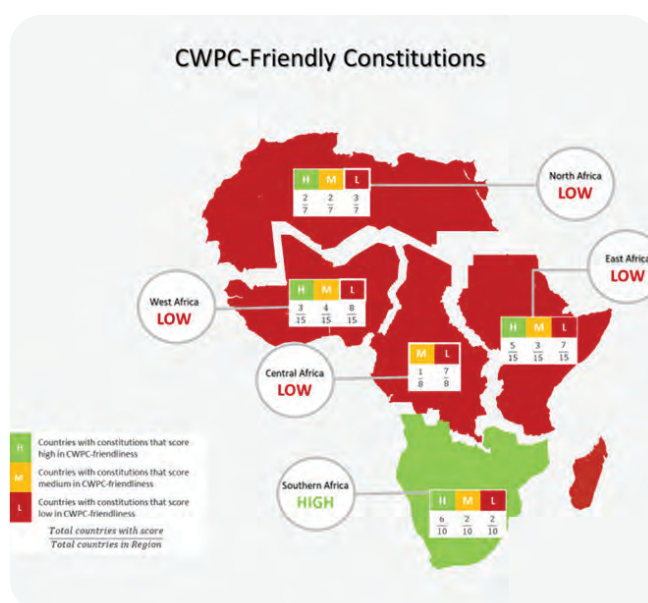 CWPC-Friendly Constitutions
H M L
2/7 2/7 3/7
North Africa
LOW
East Africa
LOW
H M L
3/15 4/15 8/15
West Africa
LOW
H M L
5/15 3/15 7/15
M L
1/8 7/8
Central Africa
LOW
H Countries with constitutions that score
high in CWPC-friendliness
M Countries with constitutions that score
medium in CWPC-friendliness
L Countries with constitutions that score
low in CWPC-friendliness
Total countries with score
Total countries in Region
Southern Africa
HIGH
H M L
6/10 2/10 2/10